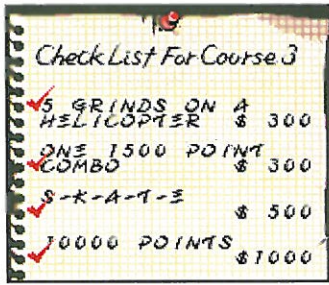 Check List For Course 3
5 GRINDS ON A
HELICOPTER $ 300
ONE 1500 POINT
COMBO $ 300
S-K-A-T-E
$ 500
10000 POINTS
$1000